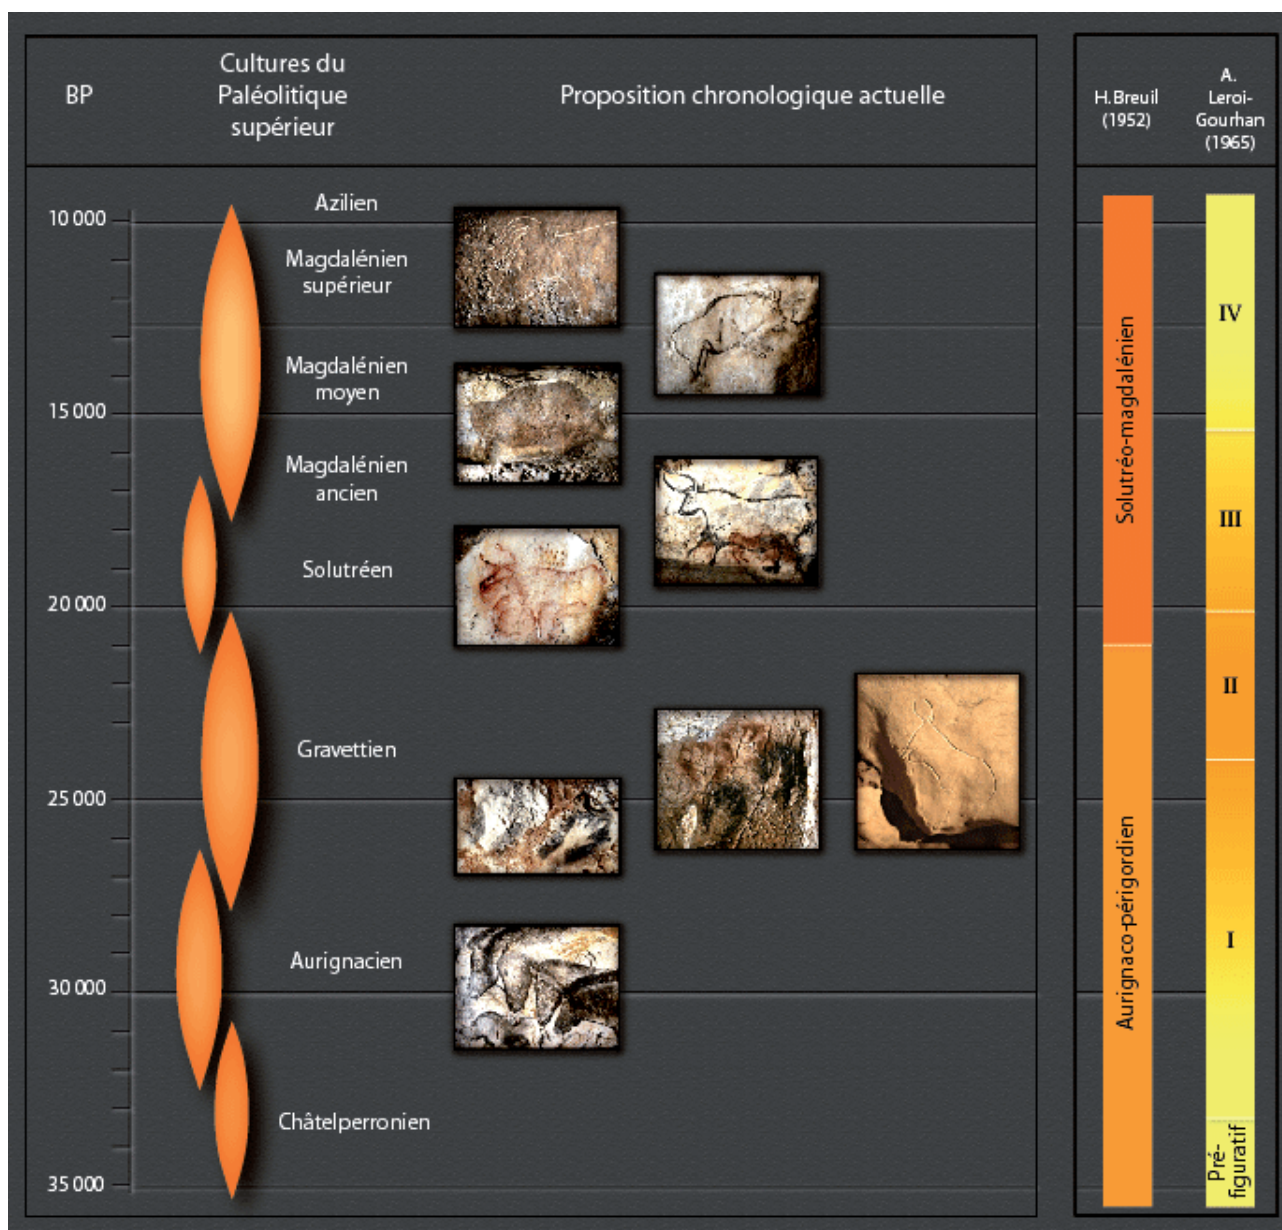 BP
Cultures du
Paléolitique
supérieur
Proposition chronologique actuelle
H.Breuil
(1952)
A.
Leroi-
Gourhan
(1965)
10 000
15 000
20 000
25 000
30 000
35 000
Azilien
Magdalénien
supérieur
Magdalénien
moyen
Magdalénien
ancien
Solutréen
Gravettien
Aurignacien
Châtelperronien
Solutréo-magdalénien
Aurignaco-périgordien
IV
III
II
I
Pré-
figuratif